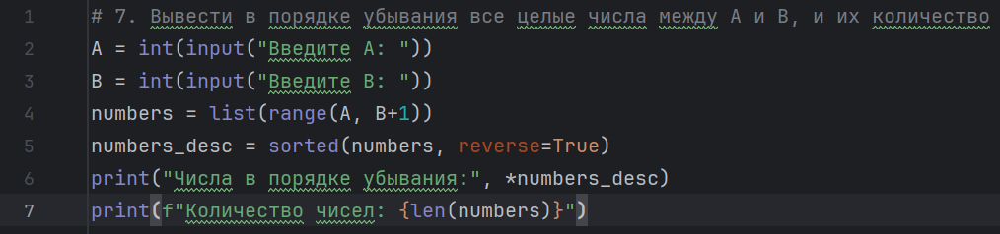 1 # 7. Вывести в порядке убывания все целые числа между A и B, и их количество
2 A = int(input("Введите A: "))
3 B = int(input("Введите B: "))
4 numbers = list(range(A, B+1))
5 numbers_desc = sorted(numbers, reverse=True)
6 print("Числа в порядке убывания:", *numbers_desc)
7 print(f"Количество чисел: {len(numbers)}")